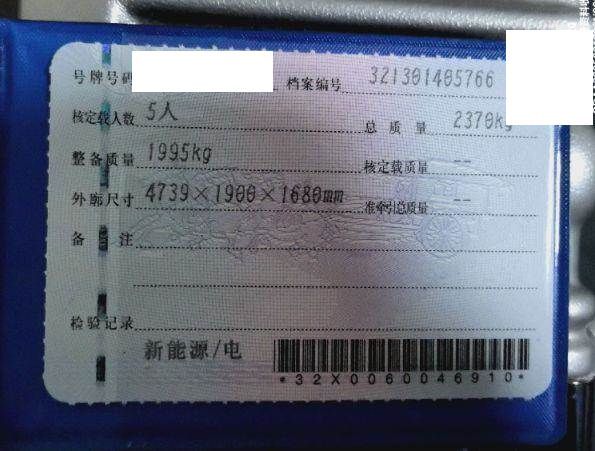 号牌号码 档案编号 321301405766
核定载人数 5人 总质量 2370kg
整备质量 1995kg 核定载质量 --
外廓尺寸 4739×1900×1680mm 准牵引总质量 --
备注
检验记录
新能源/电
*32X0060046910*